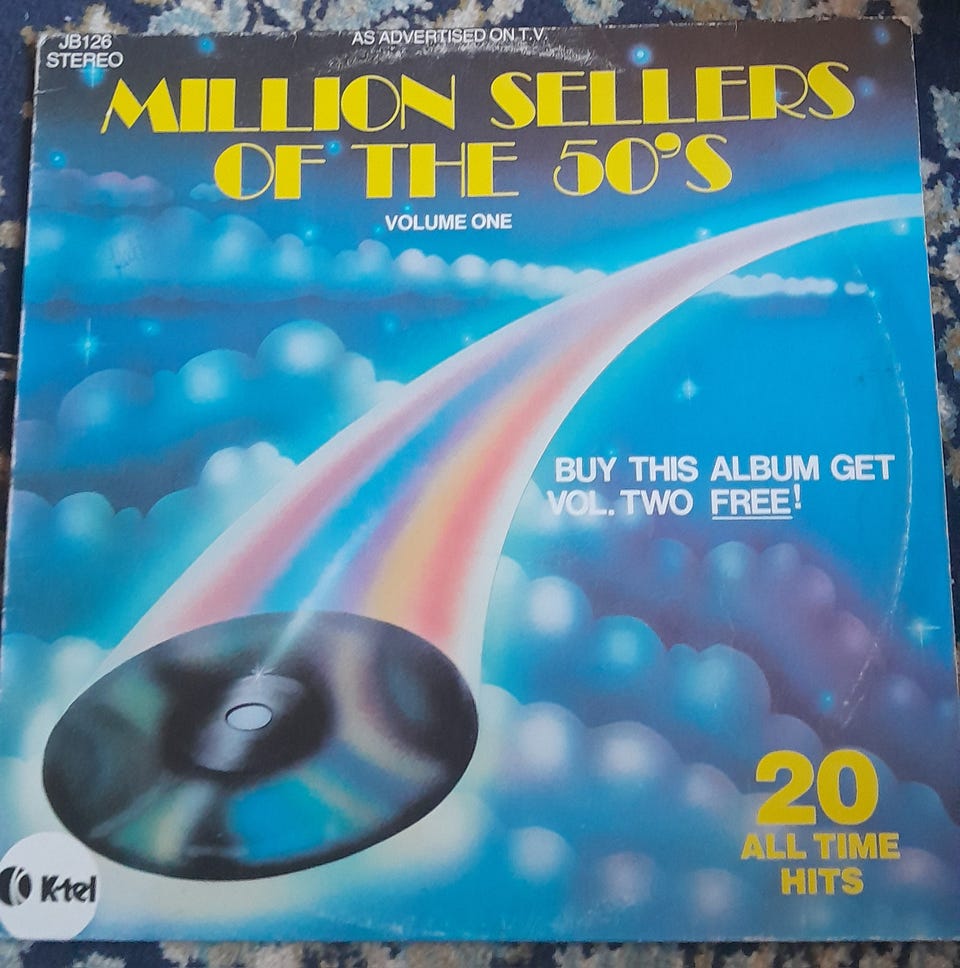 JB126
STEREO
AS ADVERTISED ON T.V.
MILLION SELLERS
OF THE 50'S
VOLUME ONE
BUY THIS ALBUM GET
VOL. TWO FREE!
20
ALL TIME
HITS
K-tel